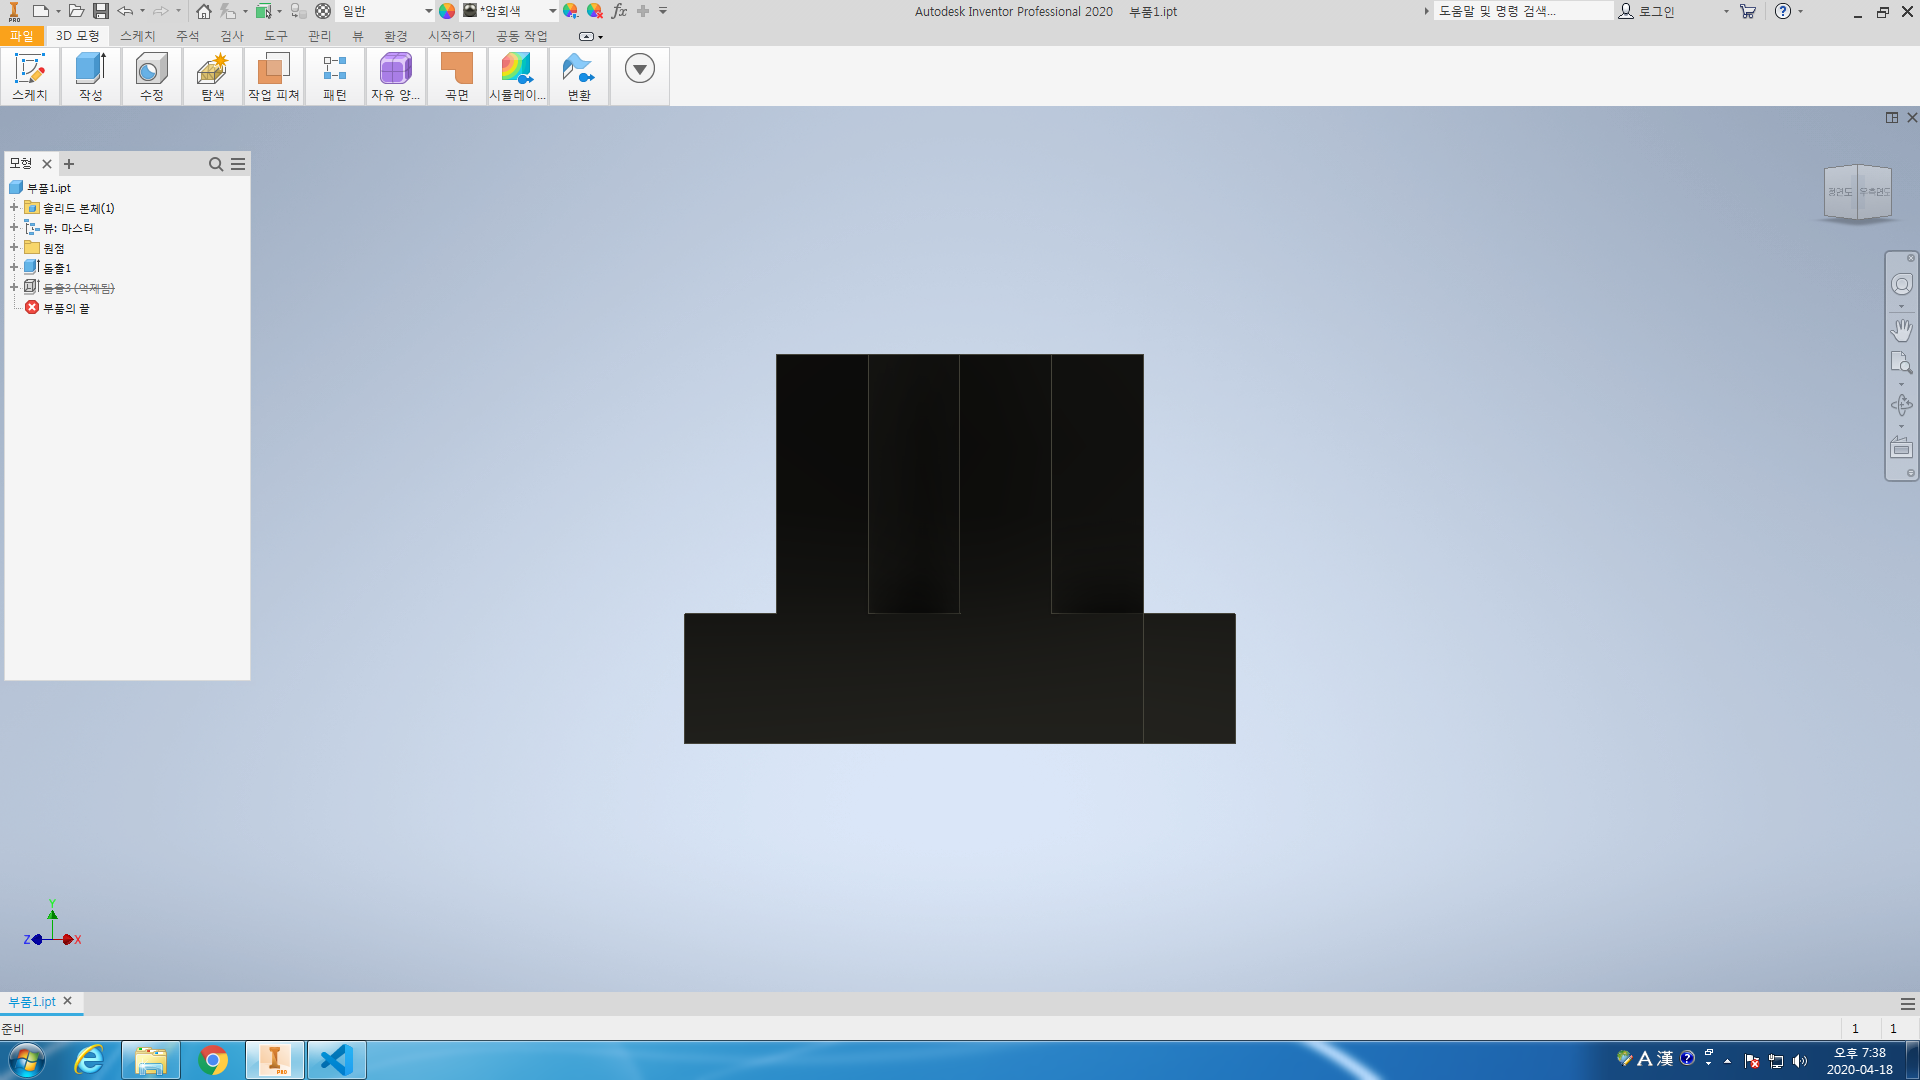 일반
*암회색
fx
Autodesk Inventor Professional 2020 부품1.ipt
도움말 및 명령 검색...
로그인
파일 3D 모형 스케치 주석 검사 도구 관리 뷰 환경 시작하기 공동 작업
스케치 작성 수정 탐색 작업 피쳐 패턴 자유 양... 곡면 시뮬레이... 변환
모형
부품1.ipt
솔리드 본체(1)
뷰: 마스터
원점
돌출1
돌출3 (억제됨)
부품의 끝
정면도 우측면도
Y
Z X
부품1.ipt
준비
1 1
A 漢
오후 7:38
2020-04-18